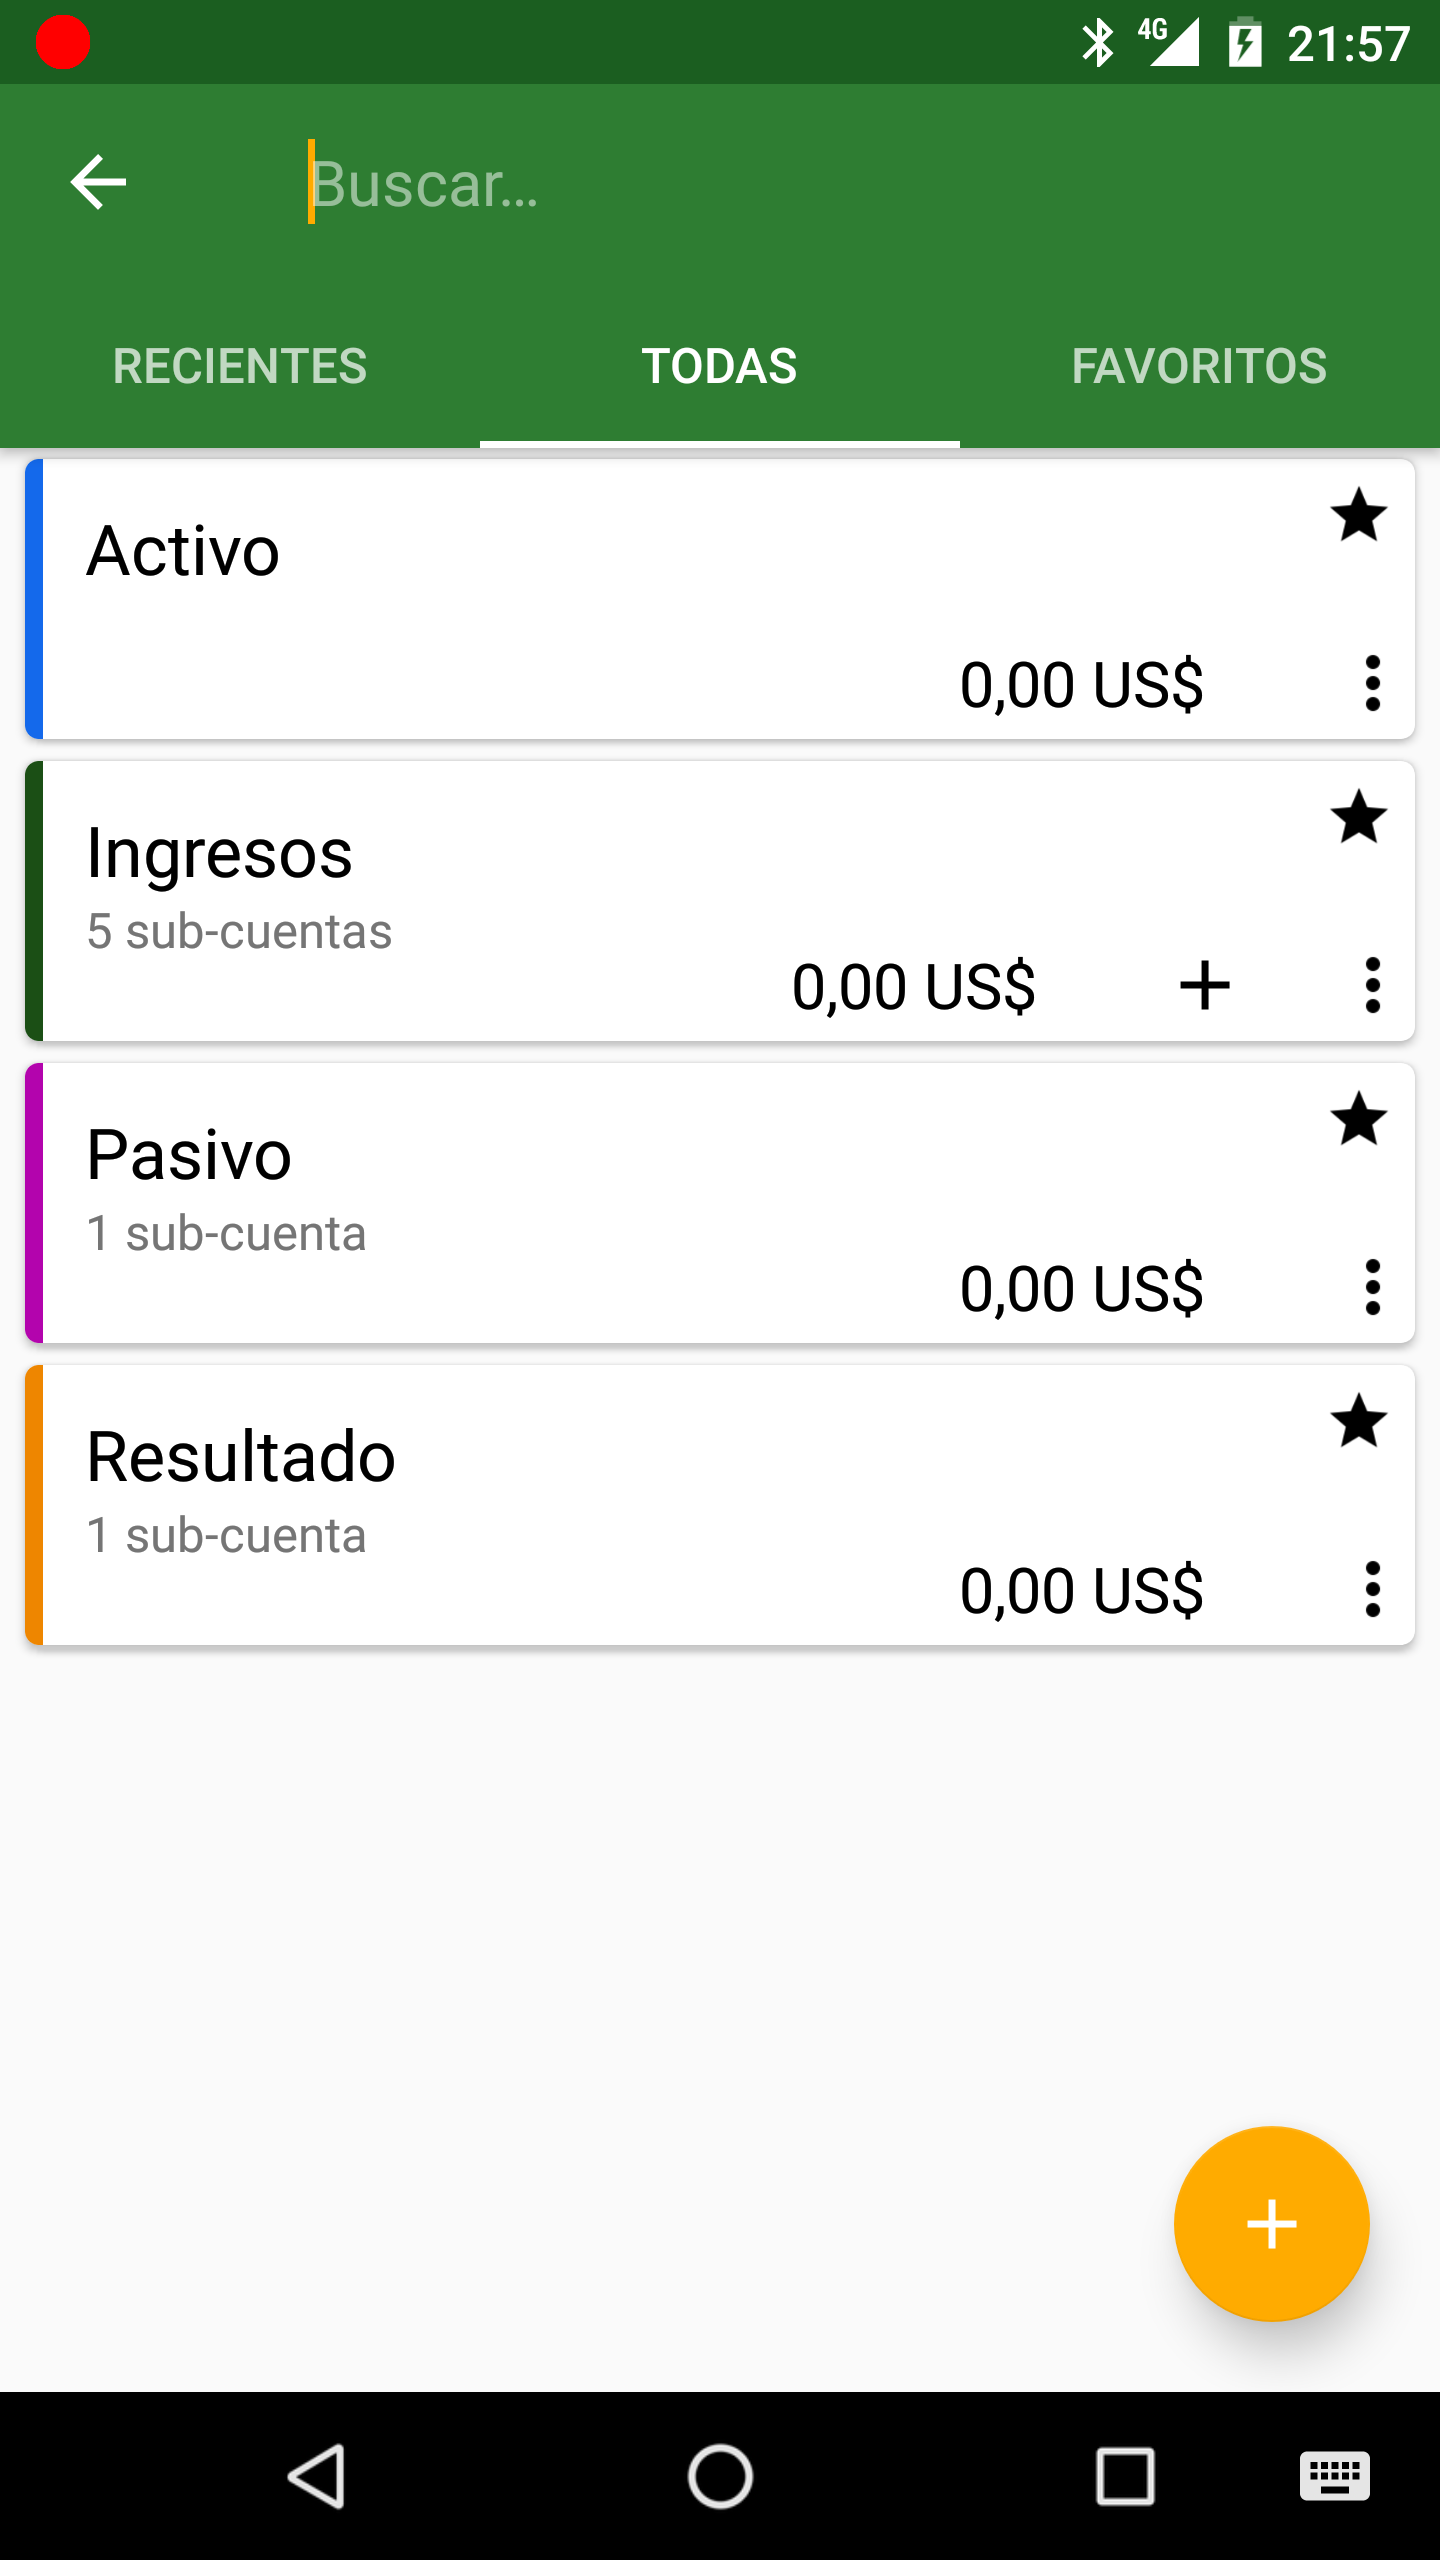 4G 21:57
Buscar...
RECIENTES TODAS FAVORITOS
Activo
0,00 US$
Ingresos
5 sub-cuentas
0,00 US$
Pasivo
1 sub-cuenta
0,00 US$
Resultado
1 sub-cuenta
0,00 US$